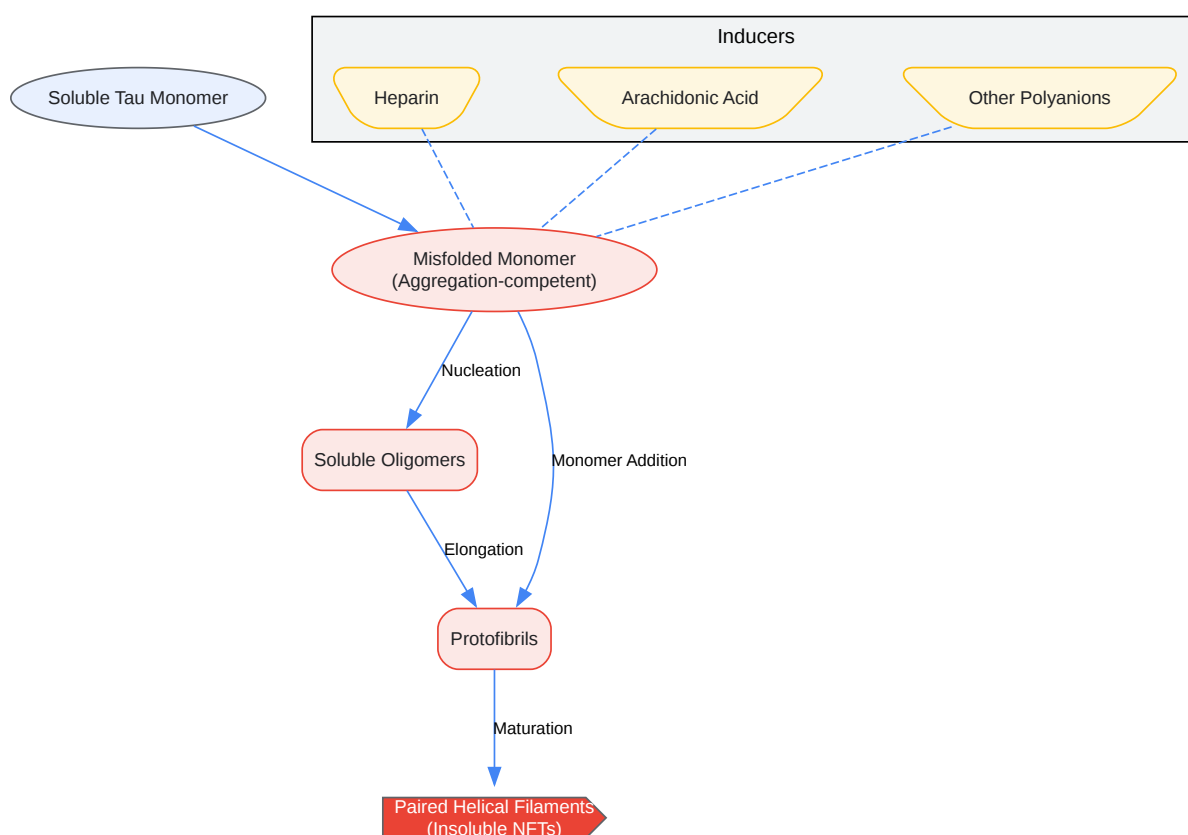 Inducers
Soluble Tau Monomer
Heparin
Arachidonic Acid
Other Polyanions
Misfolded Monomer
(Aggregation-competent)
Nucleation
Soluble Oligomers
Monomer Addition
Elongation
Protofibrils
Maturation
Paired Helical Filaments
(Insoluble NFTs)